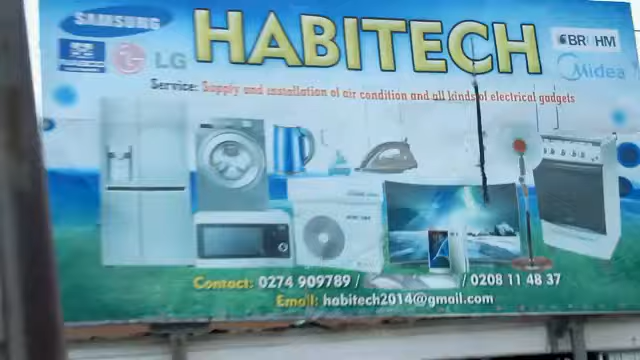 SAMSUNG
HABITECH
NASCO
LG
BRUHM
Midea
Service: Supply and installation of air condition and all kinds of electrical gadgets
Contact: 0274 909789 / / 0208 11 48 37
Email: habitech2014@gmail.com